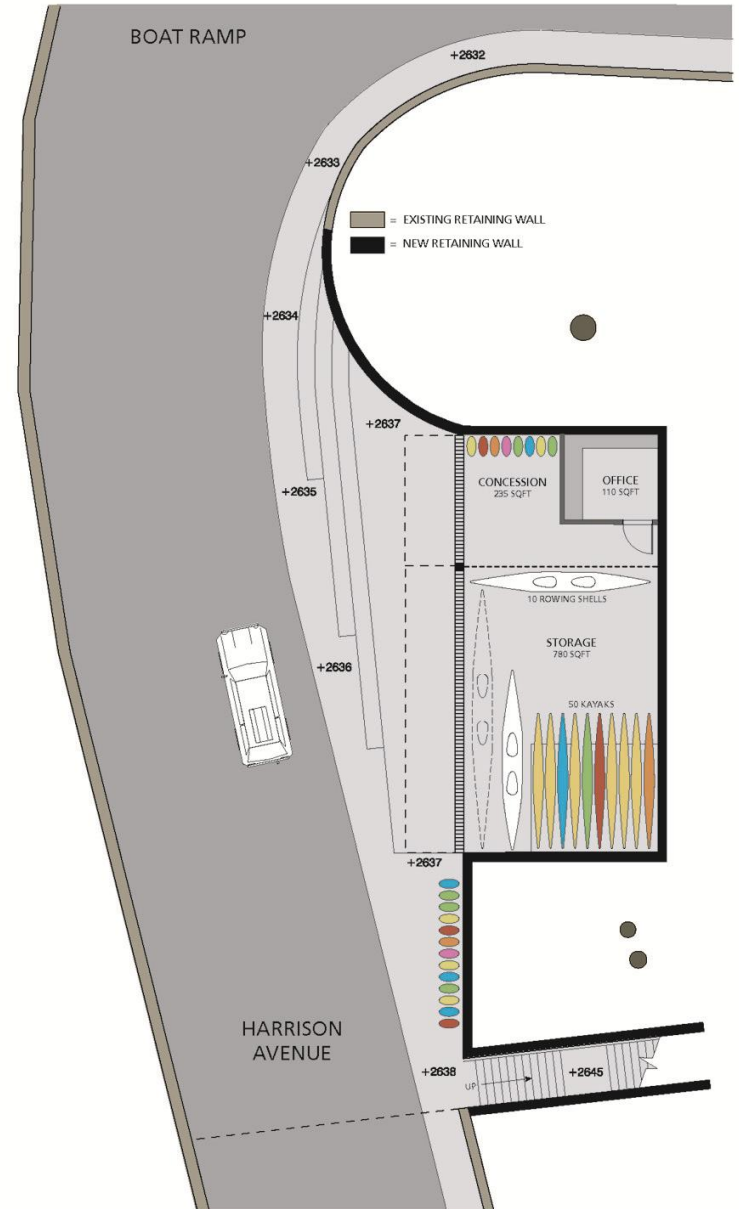 BOAT RAMP
+2632
+2633
= EXISTING RETAINING WALL
= NEW RETAINING WALL
+2634
+2637
CONCESSION
235 SQFT
OFFICE
110 SQFT
+2635
10 ROWING SHELLS
STORAGE
780 SQFT
+2636
50 KAYAKS
+2637
HARRISON
AVENUE
+2638
UP
+2645